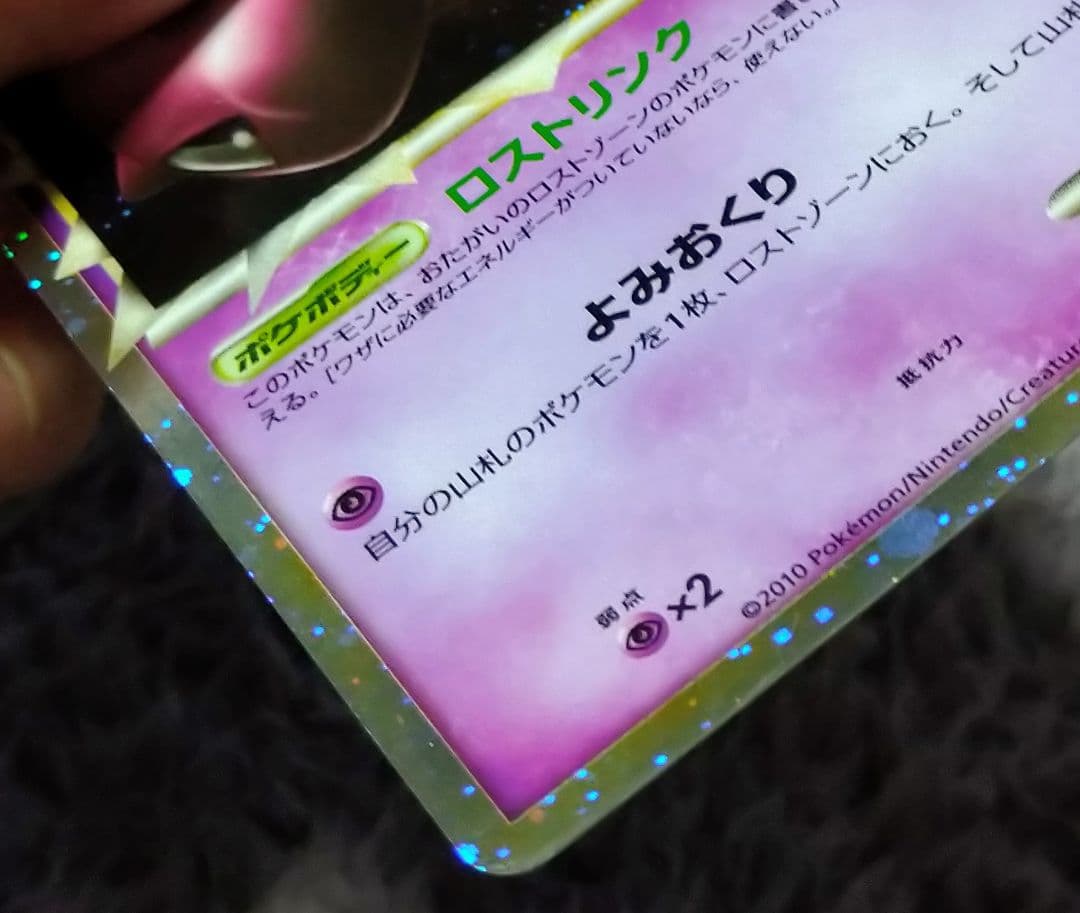 ポケボディー ロストリンク
このポケモンは、おたがいのロストゾーンのポケモンに書
える。［ワザに必要なエネルギーがついていないなら、使えない。］
よみおくり
自分の山札のポケモンを1枚、ロストゾーンにおく。そして山札
弱点 抵抗力
×2
©2010 Pokémon/Nintendo/Creatur